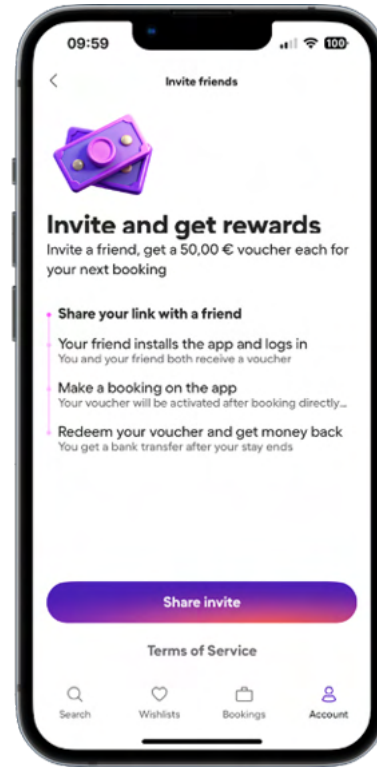 09:59
100
Invite friends
Invite and get rewards
Invite a friend, get a 50,00 € voucher each for
your next booking
Share your link with a friend
Your friend installs the app and logs in
You and your friend both receive a voucher
Make a booking on the app
Your voucher will be activated after booking directly...
Redeem your voucher and get money back
You get a bank transfer after your stay ends
Share invite
Terms of Service
Search
Wishlists
Bookings
Account